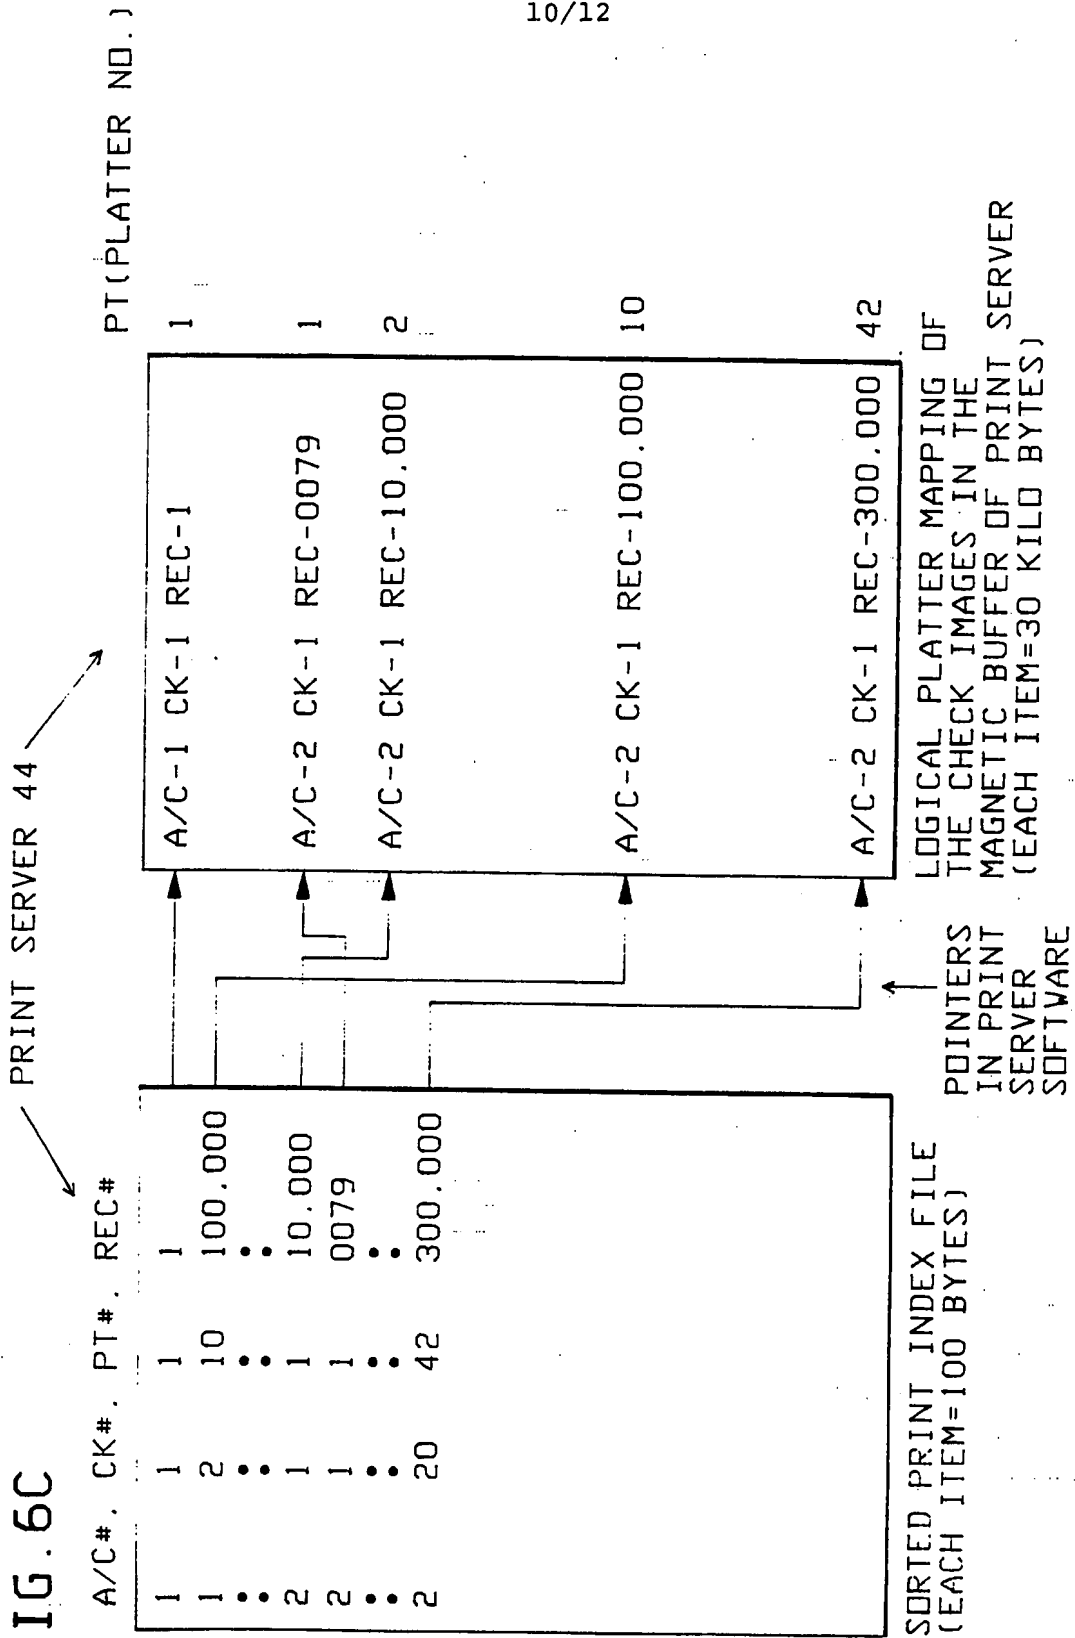 10/12
IG.6C
PRINT SERVER 44
A/C#, CK#, PT#, REC#
1 1 1 1
1 2 10 100.000
2 1 1 10.000
2 1 1 0079
2 20 42 300.000
SORTED PRINT INDEX FILE
(EACH ITEM=100 BYTES)
POINTERS
IN PRINT
SERVER
SOFTWARE
PT(PLATTER NO.)
A/C-1 CK-1 REC-1 1
A/C-2 CK-1 REC-0079 1
A/C-2 CK-1 REC-10.000 2
A/C-2 CK-1 REC-100.000 10
A/C-2 CK-1 REC-300.000 42
LOGICAL PLATTER MAPPING OF
THE CHECK IMAGES IN THE
MAGNETIC BUFFER OF PRINT SERVER
(EACH ITEM=30 KILO BYTES)